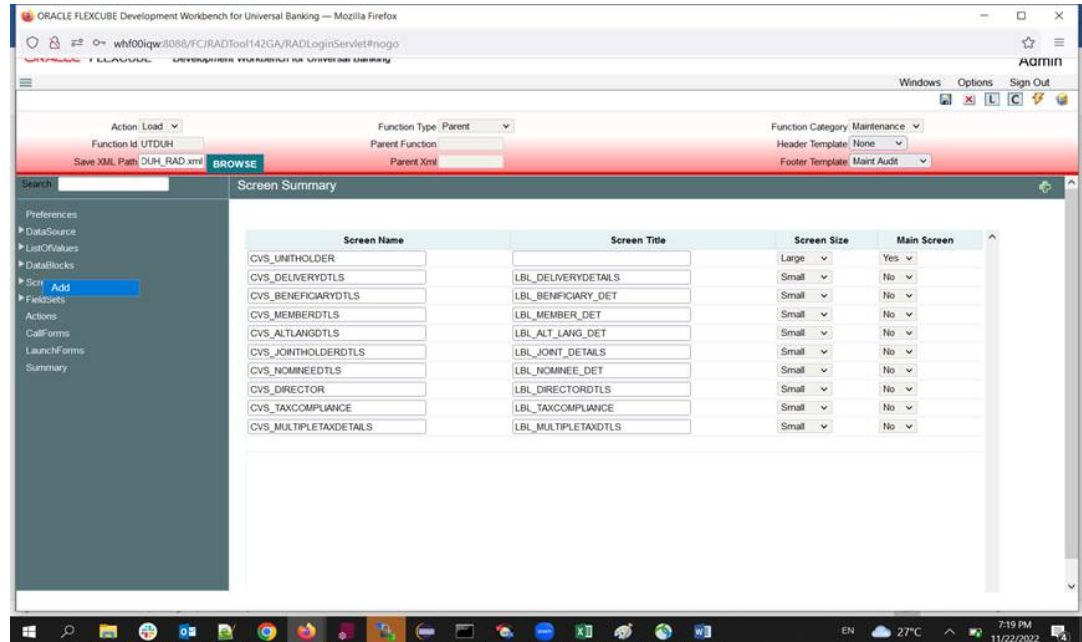 ORACLE FLEXCUBE Development Workbench for Universal Banking — Mozilla Firefox
whf00iqw:8088/FCJRADTool142GA/RADLoginServlet#nogo
ORACLE FLEXCUBE Development Workbench for Universal Banking Admin
Windows Options Sign Out
L C
Action Load Function Type Parent Function Category Maintenance
Function Id UTDUH Parent Function Header Template None
Save XML Path DUH_RAD.xml BROWSE Parent Xml Footer Template Maint Audit
Search Screen Summary
Preferences
DataSource
ListOfValues
DataBlocks
Scr Add
FieldSets
Actions
CallForms
LaunchForms
Summary
Screen Name Screen Title Screen Size Main Screen
CVS_UNITHOLDER Large Yes
CVS_DELIVERYDTLS LBL_DELIVERYDETAILS Small No
CVS_BENEFICIARYDTLS LBL_BENIFICIARY_DET Small No
CVS_MEMBERDTLS LBL_MEMBER_DET Small No
CVS_ALTLANGDTLS LBL_ALT_LANG_DET Small No
CVS_JOINTHOLDERDTLS LBL_JOINT_DETAILS Small No
CVS_NOMINEEDTLS LBL_NOMINEE_DET Small No
CVS_DIRECTOR LBL_DIRECTORDTLS Small No
CVS_TAXCOMPLIANCE LBL_TAXCOMPLIANCE Small No
CVS_MULTIPLETAXDETAILS LBL_MULTIPLETAXDTLS Small No
EN 27°C 7:19 PM
11/22/2022